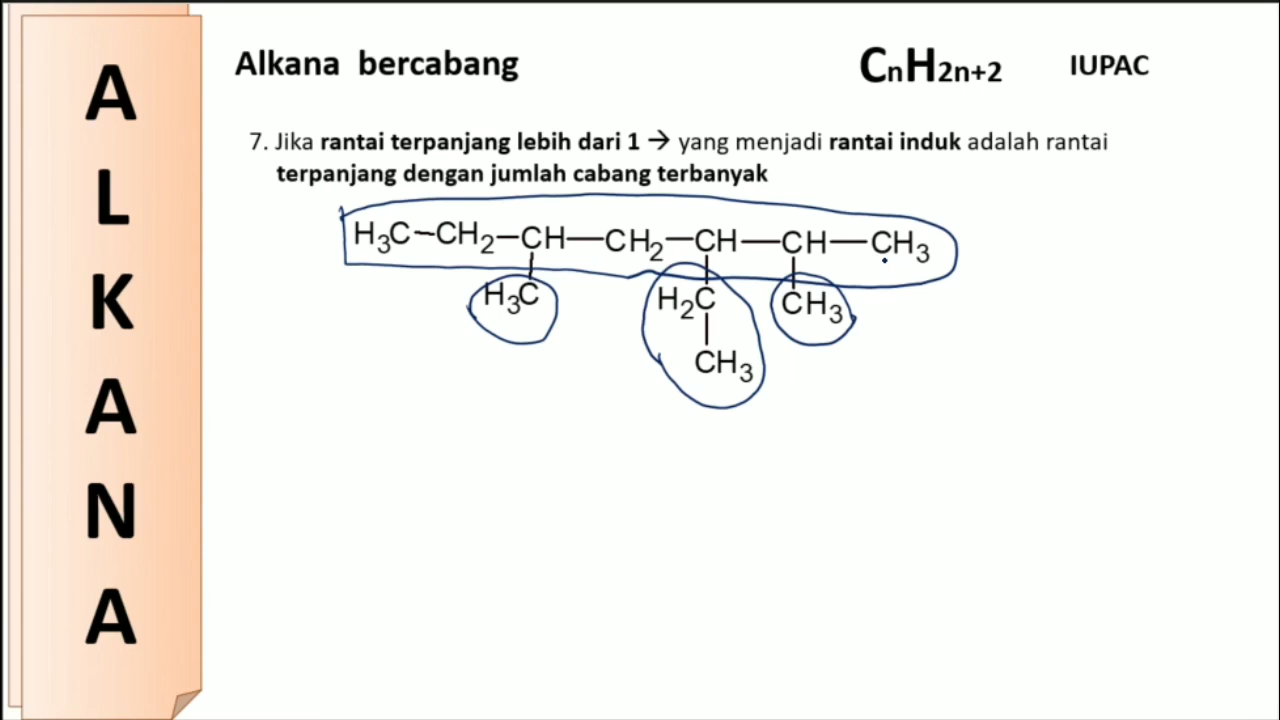 A
L
K
A
N
A
Alkana bercabang
CnH2n+2
IUPAC
7. Jika rantai terpanjang lebih dari 1 → yang menjadi rantai induk adalah rantai
terpanjang dengan jumlah cabang terbanyak
H3C–CH2–CH—CH2–CH—CH—CH3
H3C H2C CH3
CH3